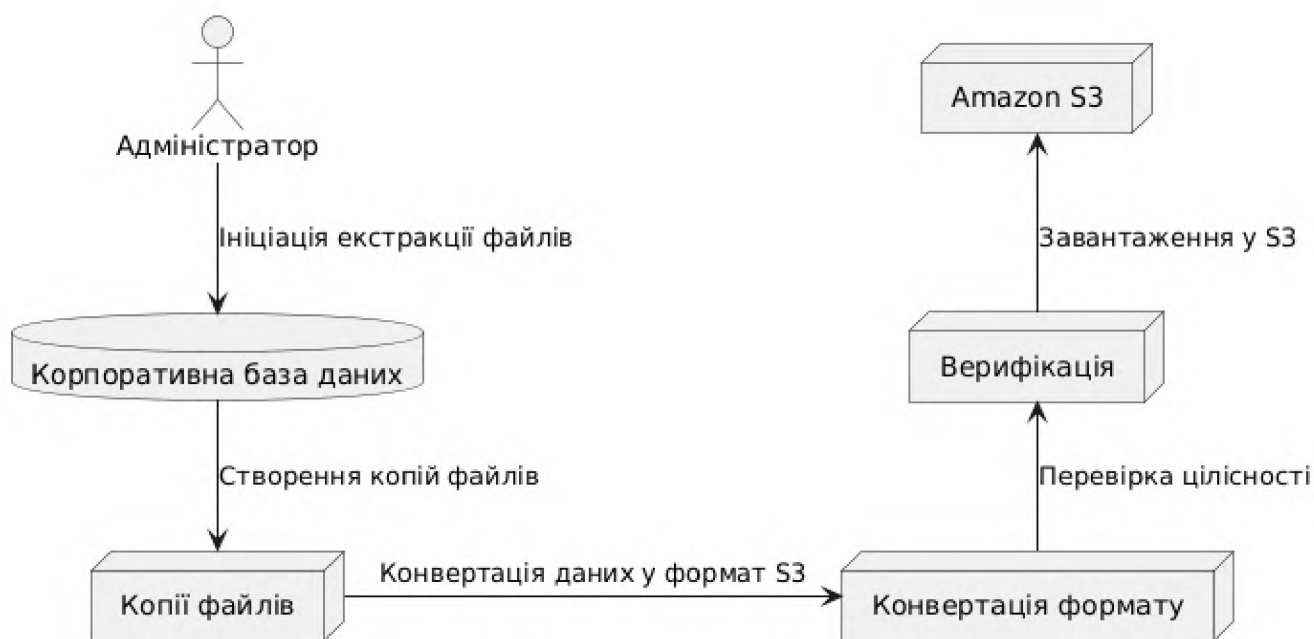 Адміністратор
Ініціація екстракції файлів
Корпоративна база даних
Створення копій файлів
Копії файлів
Конвертація даних у формат S3
Конвертація формату
Перевірка цілісності
Верифікація
Завантаження у S3
Amazon S3